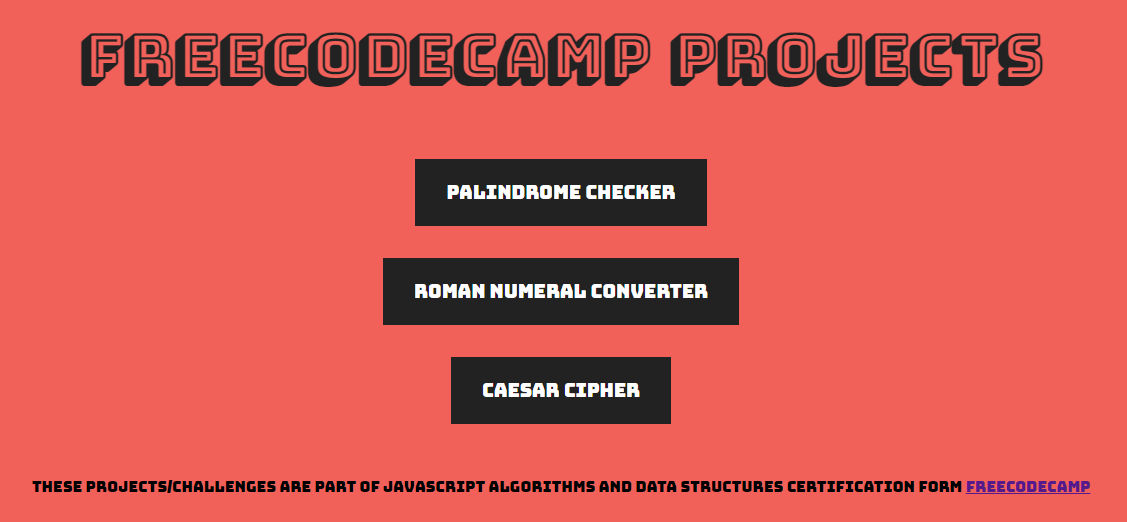 FREECODECAMP PROJECTS
PALINDROME CHECKER
ROMAN NUMERAL CONVERTER
CAESAR CIPHER
THESE PROJECTS/CHALLENGES ARE PART OF JAVASCRIPT ALGORITHMS AND DATA STRUCTURES CERTIFICATION FORM FREECODECAMP